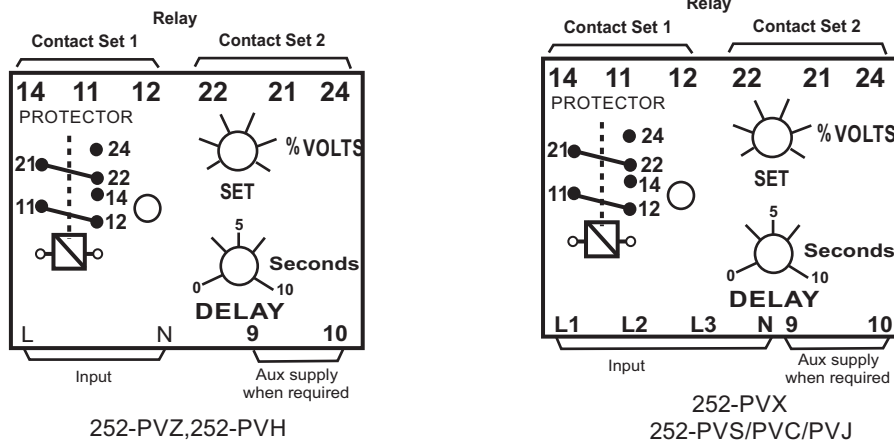 Relay
Contact Set 1 Contact Set 2
14 11 12 22 21 24
PROTECTOR
24
21
22
14
11
12
% VOLTS
SET
5
Seconds
0
10
DELAY
L N 9 10
Input
Aux supply
when required
252-PVZ,252-PVH
Relay
Contact Set 1 Contact Set 2
14 11 12 22 21 24
PROTECTOR
24
21
22
14
11
12
% VOLTS
SET
5
Seconds
0
10
DELAY
L1 L2 L3 N 9 10
Input
Aux supply
when required
252-PVX
252-PVS/PVC/PVJ